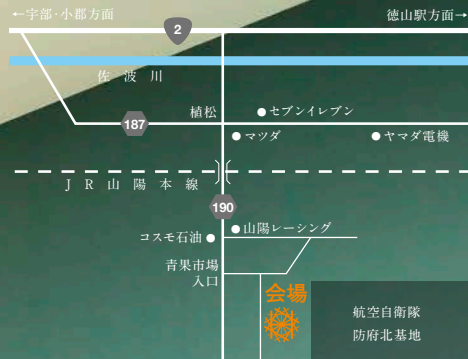 ←宇部・小郡方面
徳山駅方面→
2
佐波川
植松
セブンイレブン
187
マツダ
ヤマダ電機
JR山陽本線
190
山陽レーシング
コスモ石油
青果市場
入口
会場
航空自衛隊
防府北基地